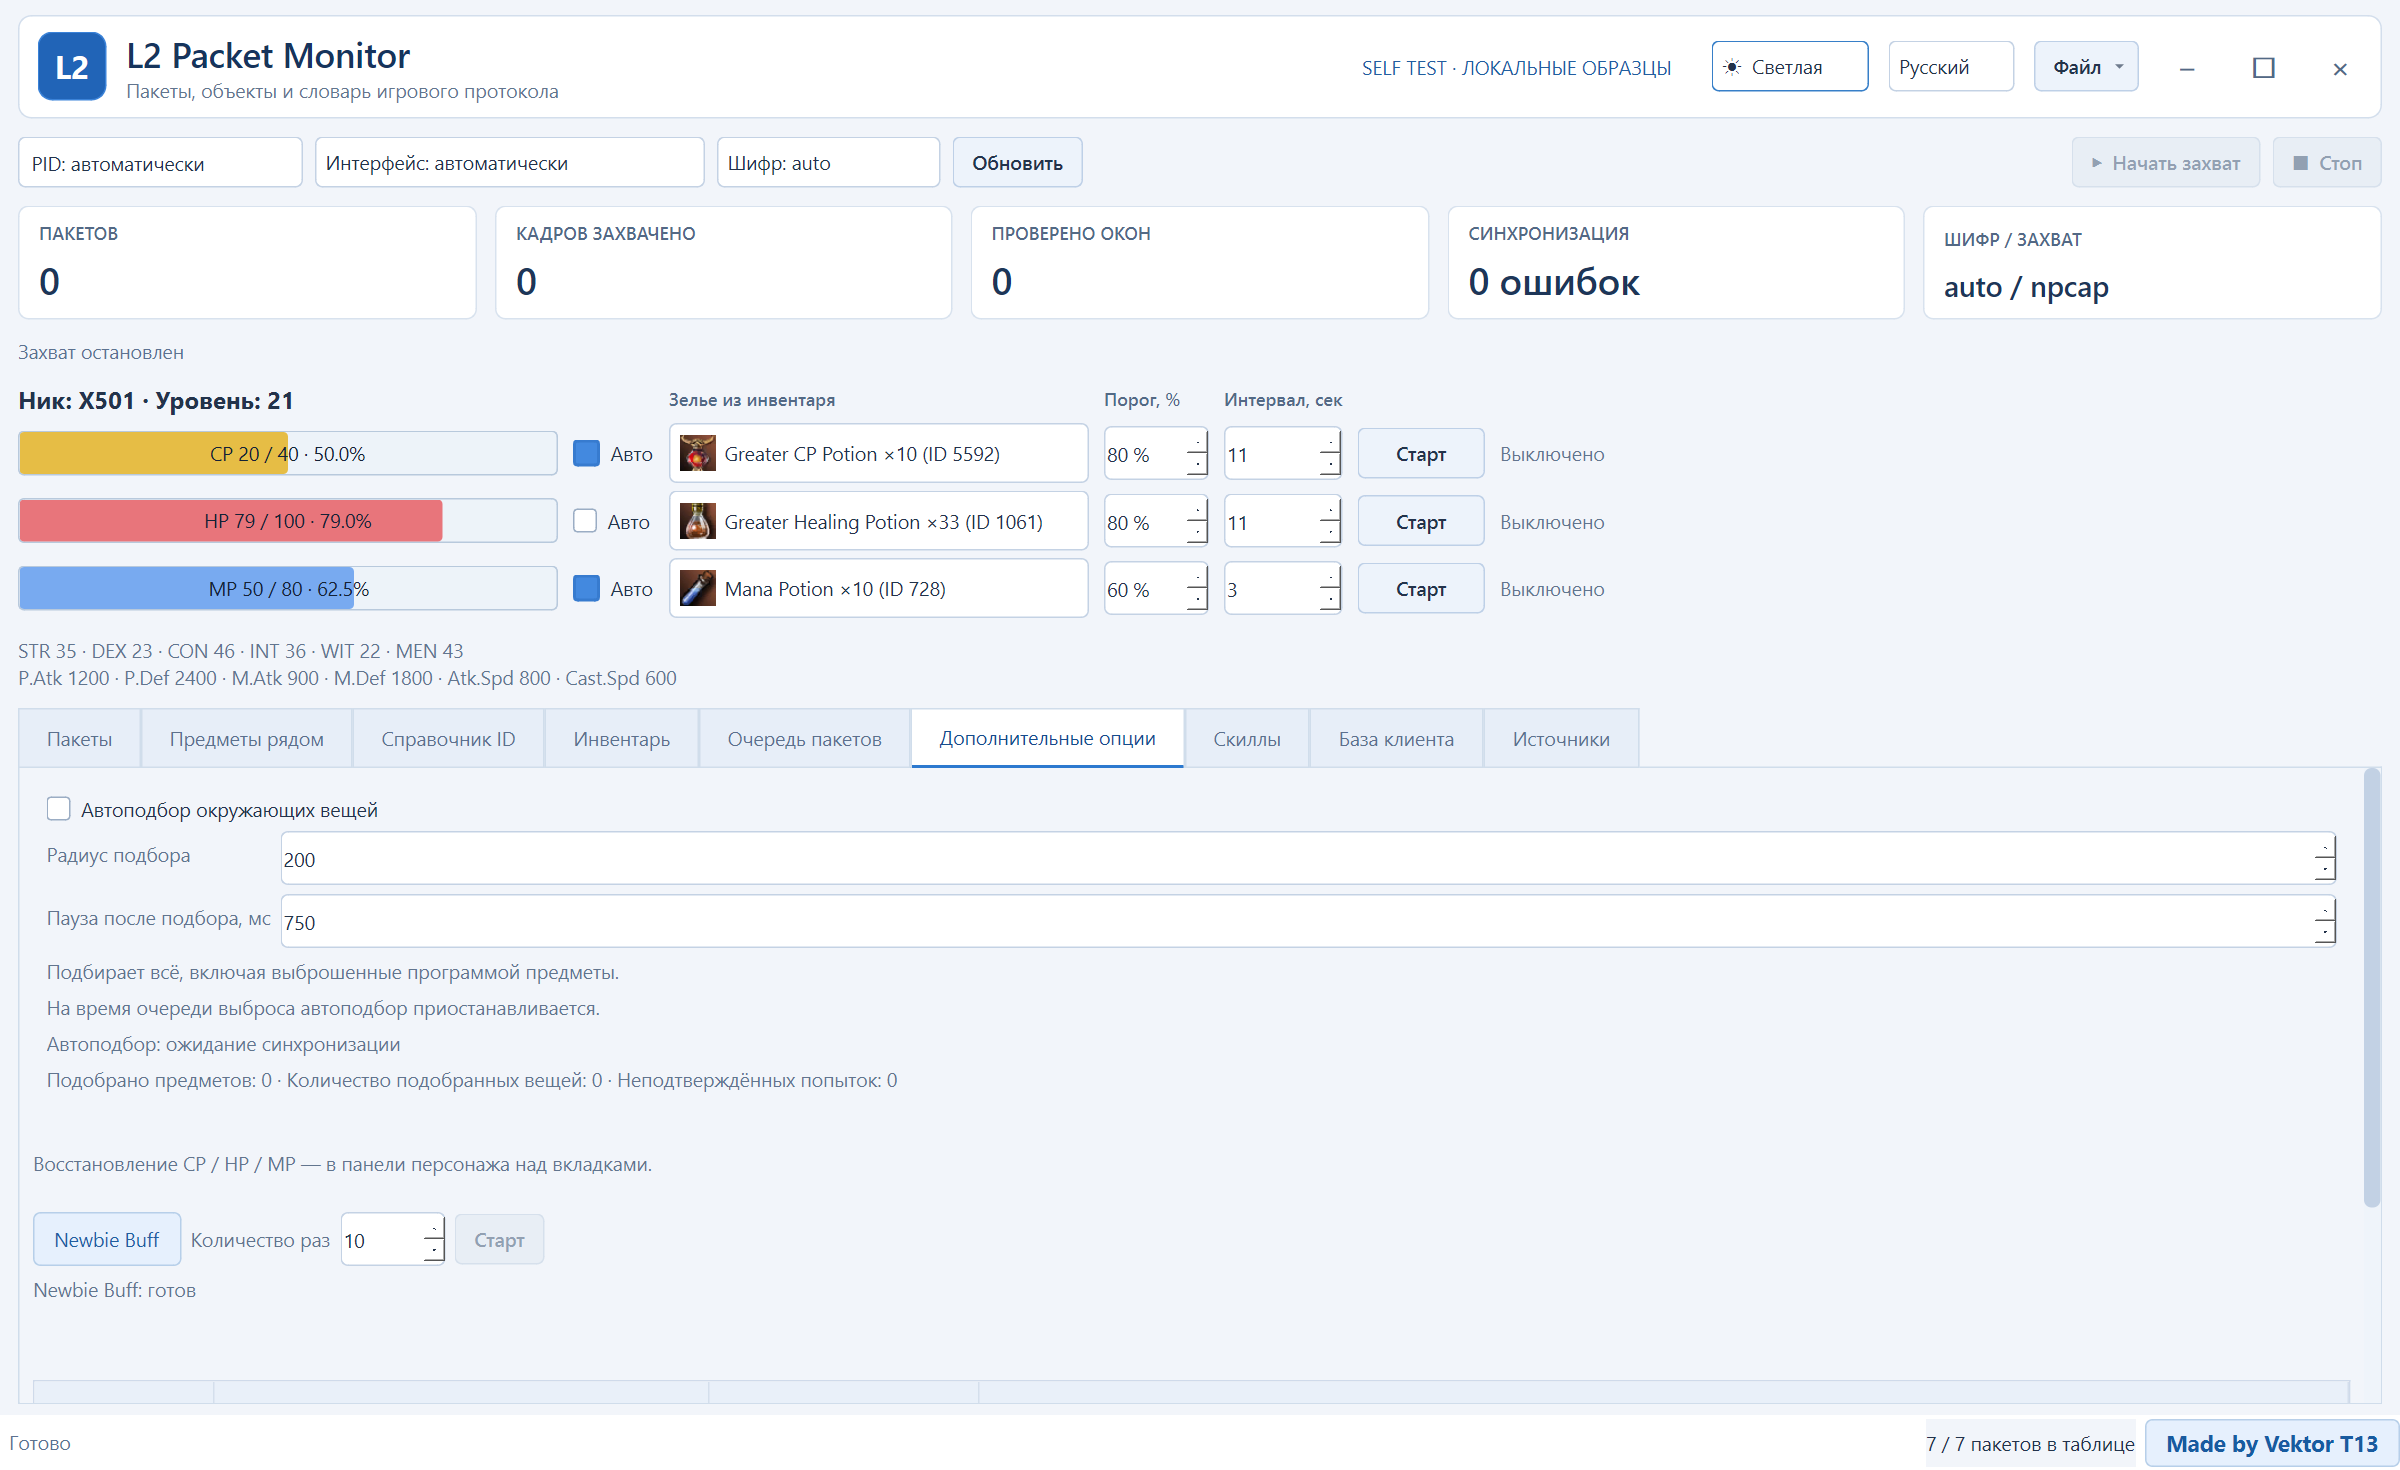 L2
L2 Packet Monitor
Пакеты, объекты и словарь игрового протокола
SELF TEST · ЛОКАЛЬНЫЕ ОБРАЗЦЫ
Светлая
Русский
Файл
PID: автоматически
Интерфейс: автоматически
Шифр: auto
Обновить
Начать захват
Стоп
ПАКЕТОВ
0
КАДРОВ ЗАХВАЧЕНО
0
ПРОВЕРЕНО ОКОН
0
СИНХРОНИЗАЦИЯ
0 ошибок
ШИФР / ЗАХВАТ
auto / npcap
Захват остановлен
Ник: X501 · Уровень: 21
Зелье из инвентаря
Порог, %
Интервал, сек
CP 20 / 40 · 50.0%
Авто
Greater CP Potion ×10 (ID 5592)
80 %
11
Старт
Выключено
HP 79 / 100 · 79.0%
Авто
Greater Healing Potion ×33 (ID 1061)
80 %
11
Старт
Выключено
MP 50 / 80 · 62.5%
Авто
Mana Potion ×10 (ID 728)
60 %
3
Старт
Выключено
STR 35 · DEX 23 · CON 46 · INT 36 · WIT 22 · MEN 43
P.Atk 1200 · P.Def 2400 · M.Atk 900 · M.Def 1800 · Atk.Spd 800 · Cast.Spd 600
Пакеты
Предметы рядом
Справочник ID
Инвентарь
Очередь пакетов
Дополнительные опции
Скиллы
База клиента
Источники
Автоподбор окружающих вещей
Радиус подбора
200
Пауза после подбора, мс
750
Подбирает всё, включая выброшенные программой предметы.
На время очереди выброса автоподбор приостанавливается.
Автоподбор: ожидание синхронизации
Подобрано предметов: 0 · Количество подобранных вещей: 0 · Неподтверждённых попыток: 0
Восстановление CP / HP / MP — в панели персонажа над вкладками.
Newbie Buff
Количество раз
10
Старт
Newbie Buff: готов
Готово
7 / 7 пакетов в таблице
Made by Vektor T13